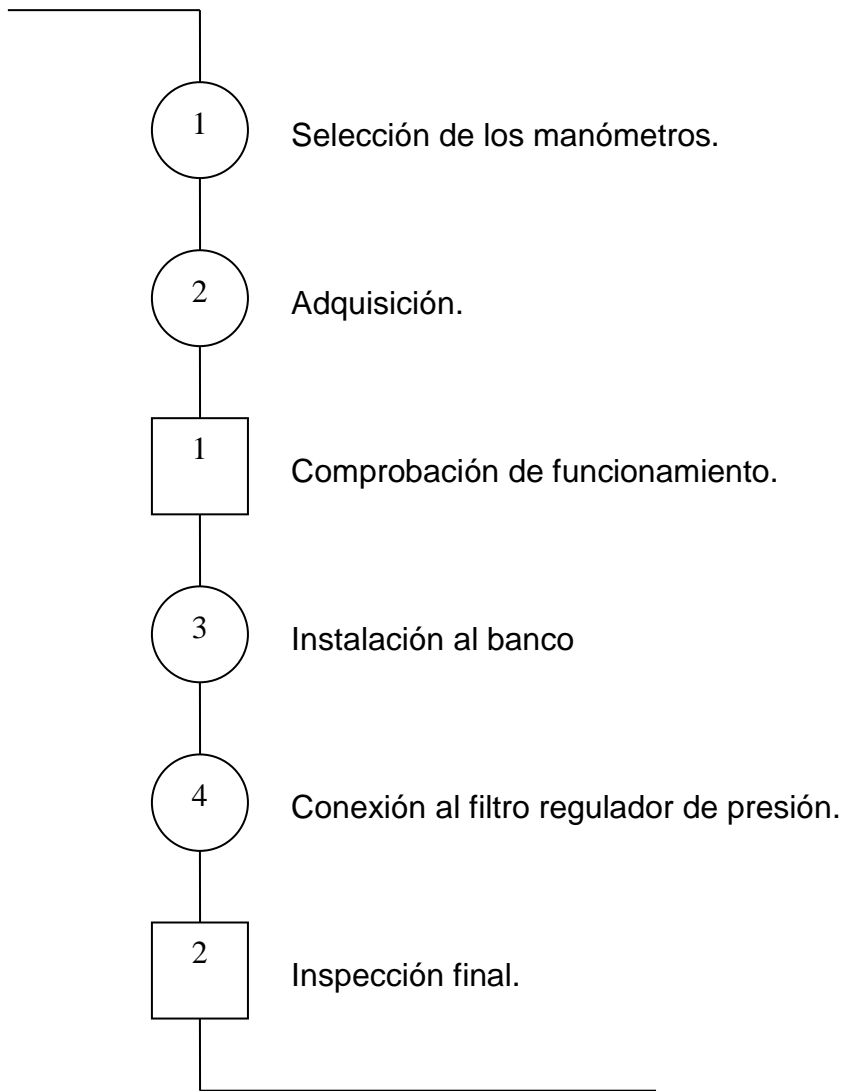 1 Selección de los manómetros.
2 Adquisición.
1 Comprobación de funcionamiento.
3 Instalación al banco
4 Conexión al filtro regulador de presión.
2 Inspección final.